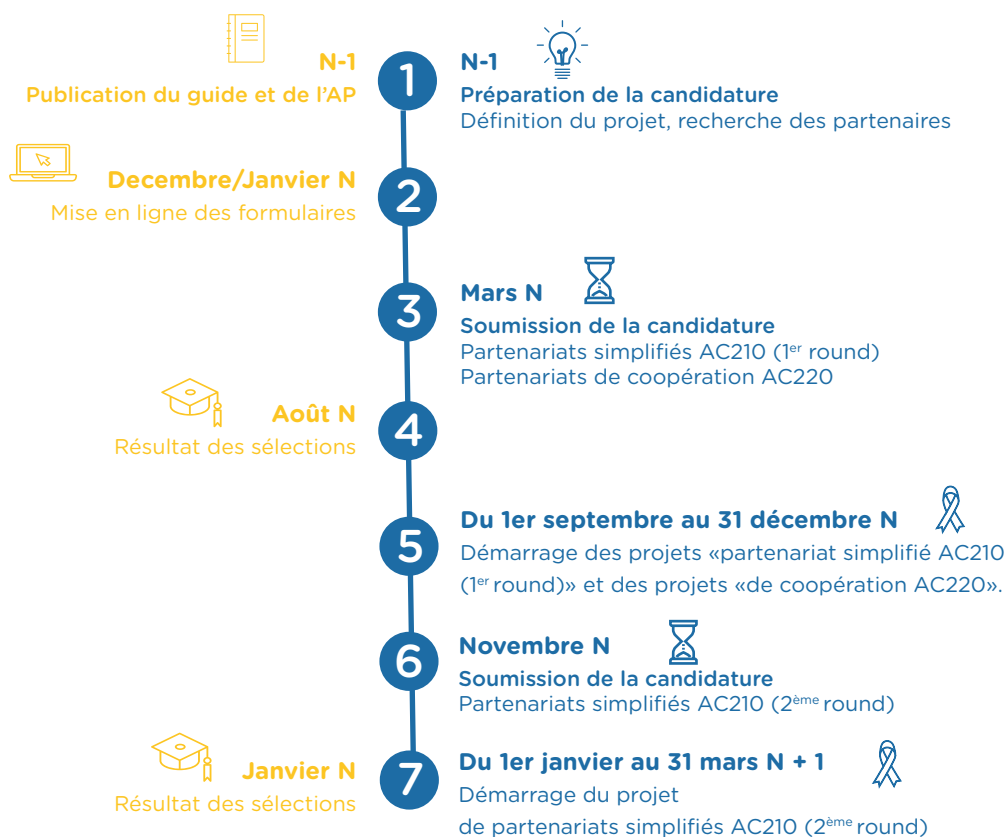 N-1
Publication du guide et de l'AP
1
N-1
Préparation de la candidature
Définition du projet, recherche des partenaires
Decembre/Janvier N
Mise en ligne des formulaires
2
3
Mars N
Soumission de la candidature
Partenariats simplifiés AC210 (1er round)
Partenariats de coopération AC220
Août N
Résultat des sélections
4
5
Du 1er septembre au 31 décembre N
Démarrage des projets «partenariat simplifié AC210
(1er round)» et des projets «de coopération AC220».
6
Novembre N
Soumission de la candidature
Partenariats simplifiés AC210 (2ème round)
Janvier N
Résultat des sélections
7
Du 1er janvier au 31 mars N + 1
Démarrage du projet
de partenariats simplifiés AC210 (2ème round)